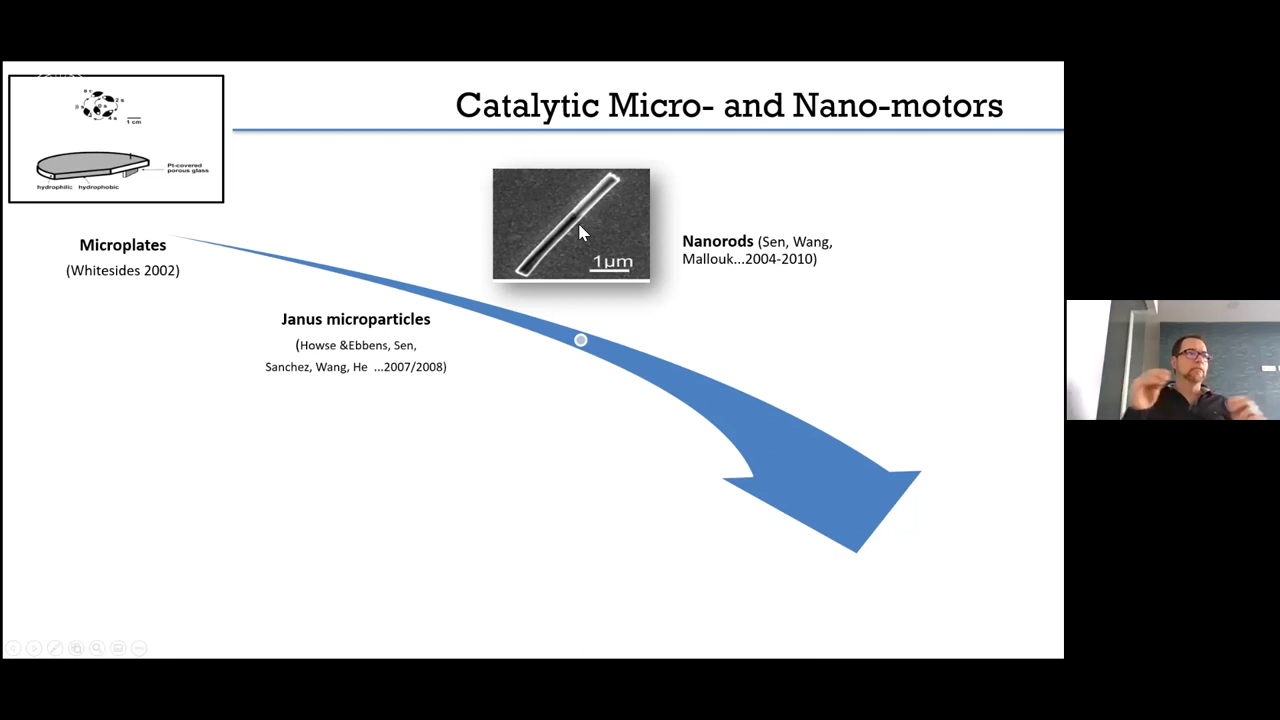 Catalytic Micro- and Nano-motors
1 cm
Pt-covered
porous glass
hydrophilic hydrophobic
1µm
Microplates
(Whitesides 2002)
Nanorods (Sen, Wang,
Mallouk...2004-2010)
Janus microparticles
(Howse &Ebbens, Sen,
Sanchez, Wang, He ...2007/2008)